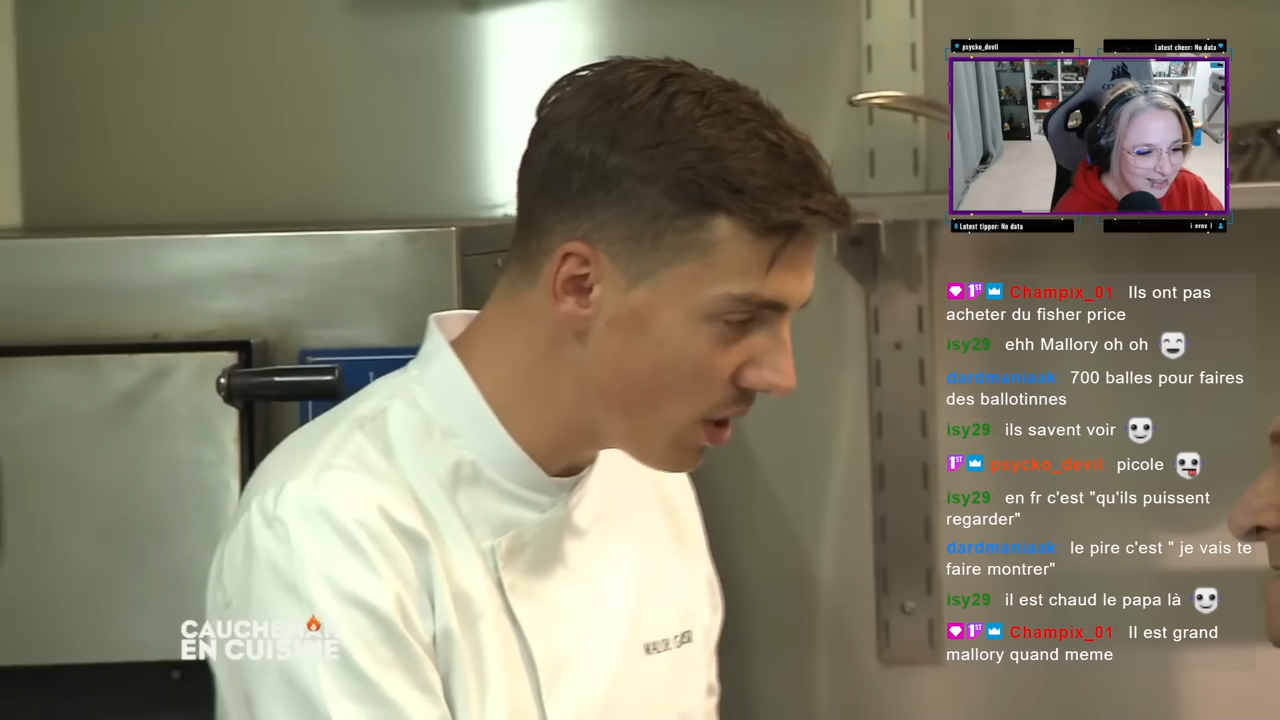 psycko_devil
Latest cheer: No data
Latest tipper: No data
Champix_01 Ils ont pas
acheter du fisher price
isy29 ehh Mallory oh oh
dardmaniaak 700 balles pour faires
des ballotinnes
isy29 ils savent voir
1ST psycko_devil picole
isy29 en fr c'est "qu'ils puissent
regarder"
dardmaniaak le pire c'est " je vais te
faire montrer"
isy29 il est chaud le papa là
1ST Champix_01 Il est grand
mallory quand meme
CAUCHEMAR
EN CUISINE